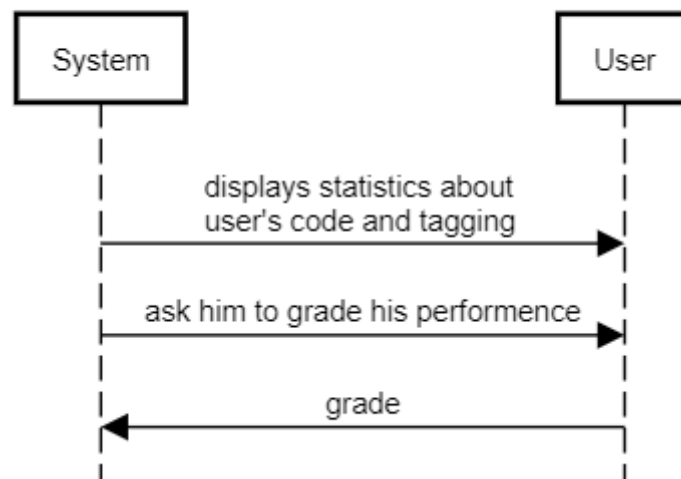 System
User
displays statistics about
user's code and tagging
ask him to grade his performence
grade